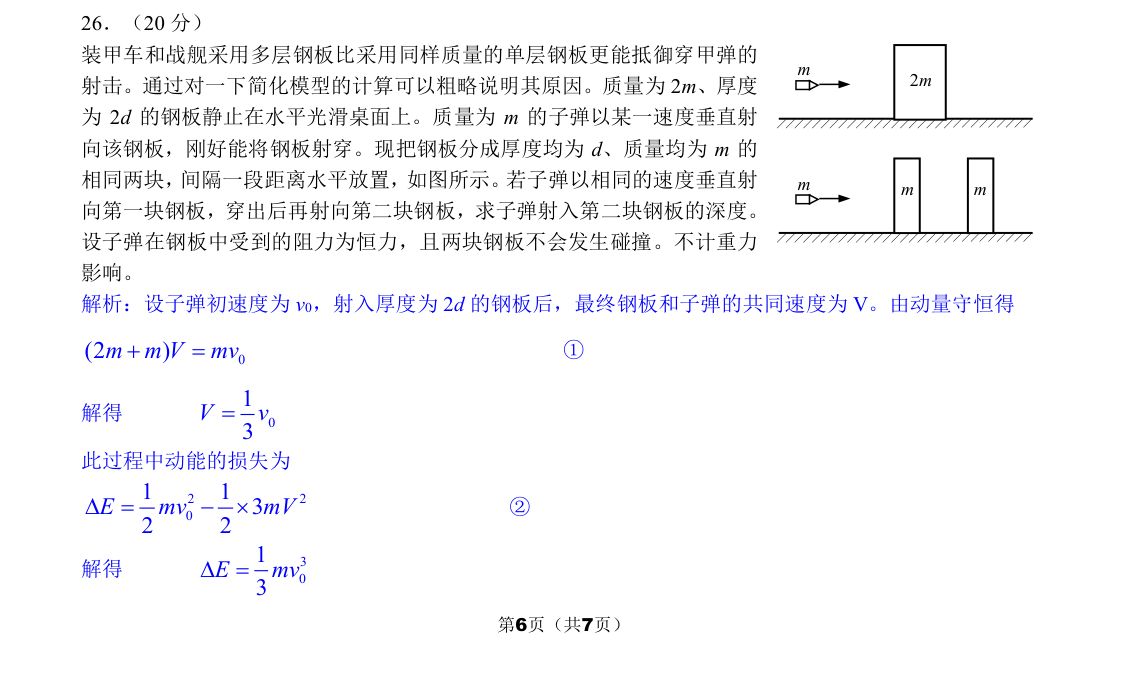 26．（20 分）
装甲车和战舰采用多层钢板比采用同样质量的单层钢板更能抵御穿甲弹的
射击。通过对一下简化模型的计算可以粗略说明其原因。质量为 2m、厚度
为 2d 的钢板静止在水平光滑桌面上。质量为 m 的子弹以某一速度垂直射
向该钢板，刚好能将钢板射穿。现把钢板分成厚度均为 d、质量均为 m 的
相同两块，间隔一段距离水平放置，如图所示。若子弹以相同的速度垂直射
向第一块钢板，穿出后再射向第二块钢板，求子弹射入第二块钢板的深度。
设子弹在钢板中受到的阻力为恒力，且两块钢板不会发生碰撞。不计重力
影响。
m
2m
m
m
m
解析：设子弹初速度为 v₀，射入厚度为 2d 的钢板后，最终钢板和子弹的共同速度为 V。由动量守恒得
(2m + m)V = mv₀ ①
解得 V = 1/3 v₀
此过程中动能的损失为
ΔE = 1/2 mv₀² − 1/2 × 3mV² ②
解得 ΔE = 1/3 mv₀³
第6页（共7页）